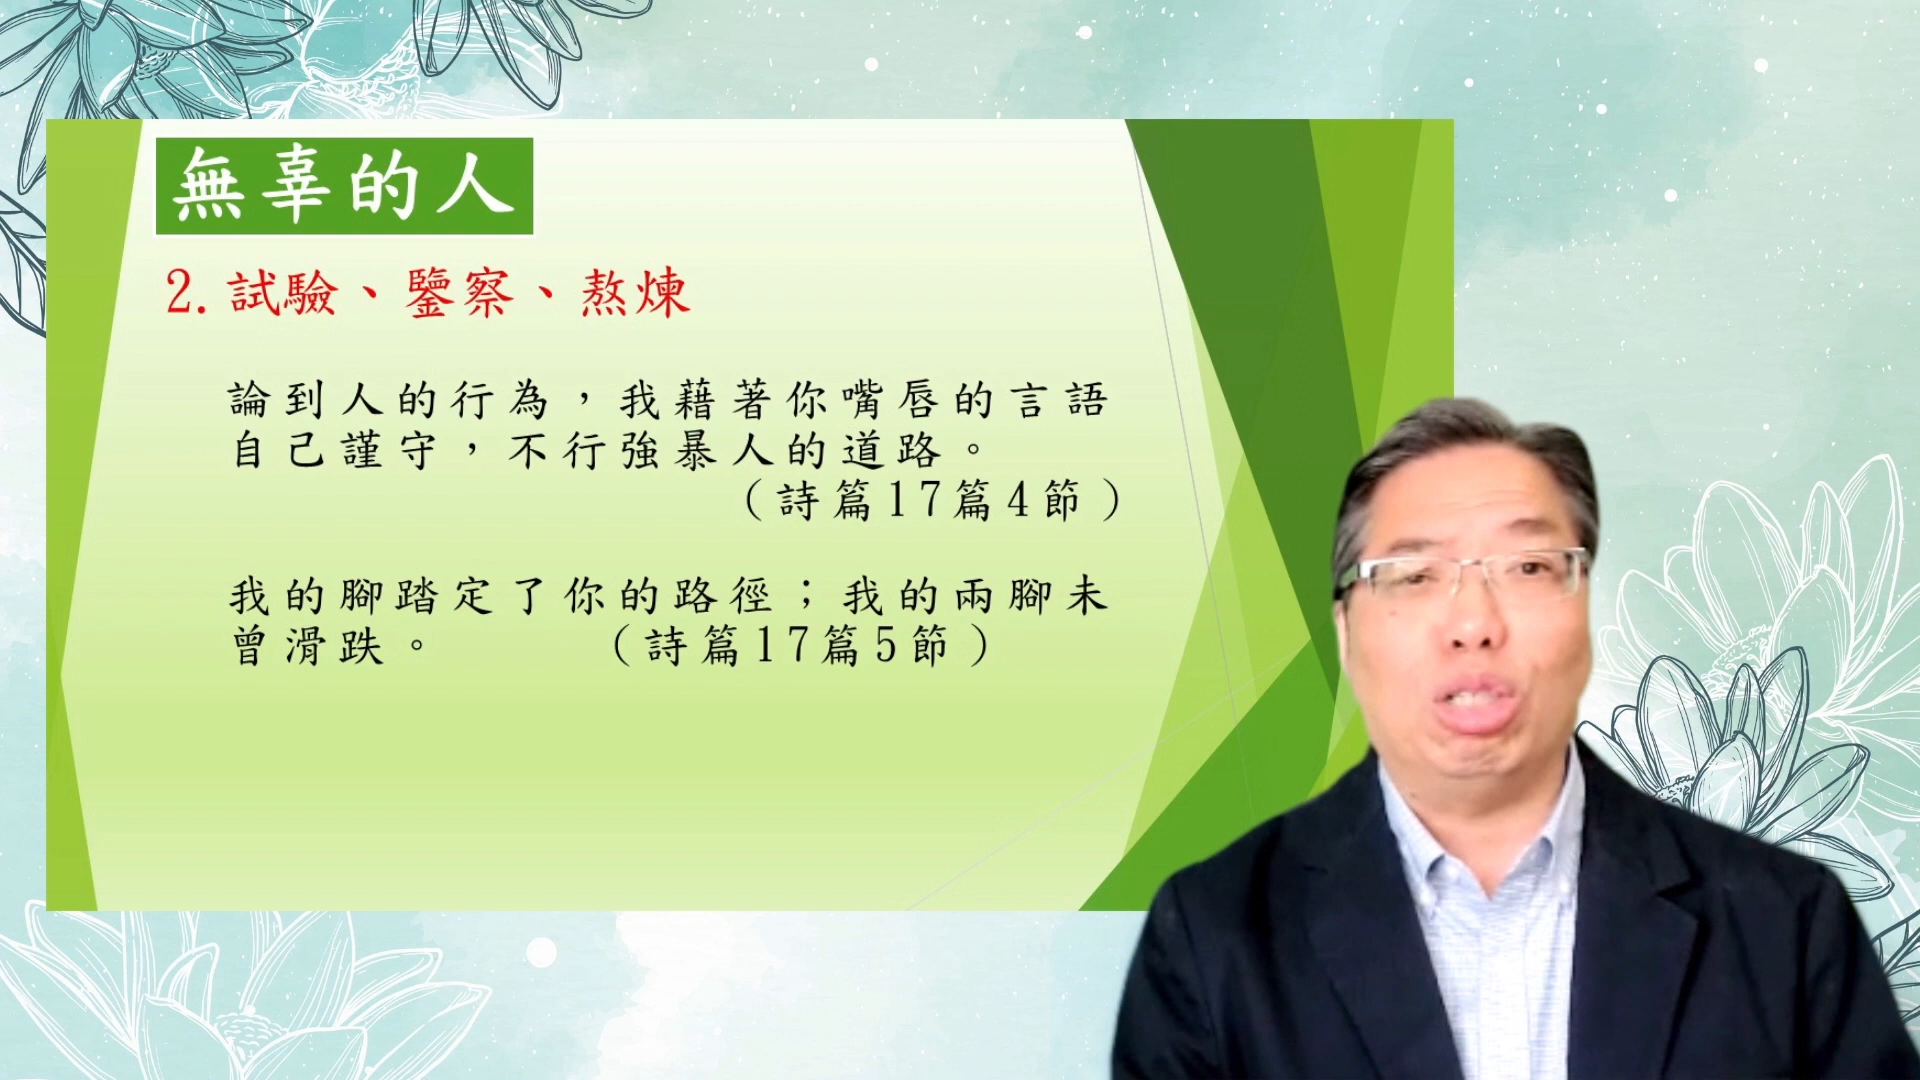 無辜的人
2.試驗、鑒察、熬煉
論到人的行為，我藉著你嘴唇的言語
自己謹守，不行強暴人的道路。
（詩篇17篇4節）
我的腳踏定了你的路徑；我的兩腳未
曾滑跌。（詩篇17篇5節）